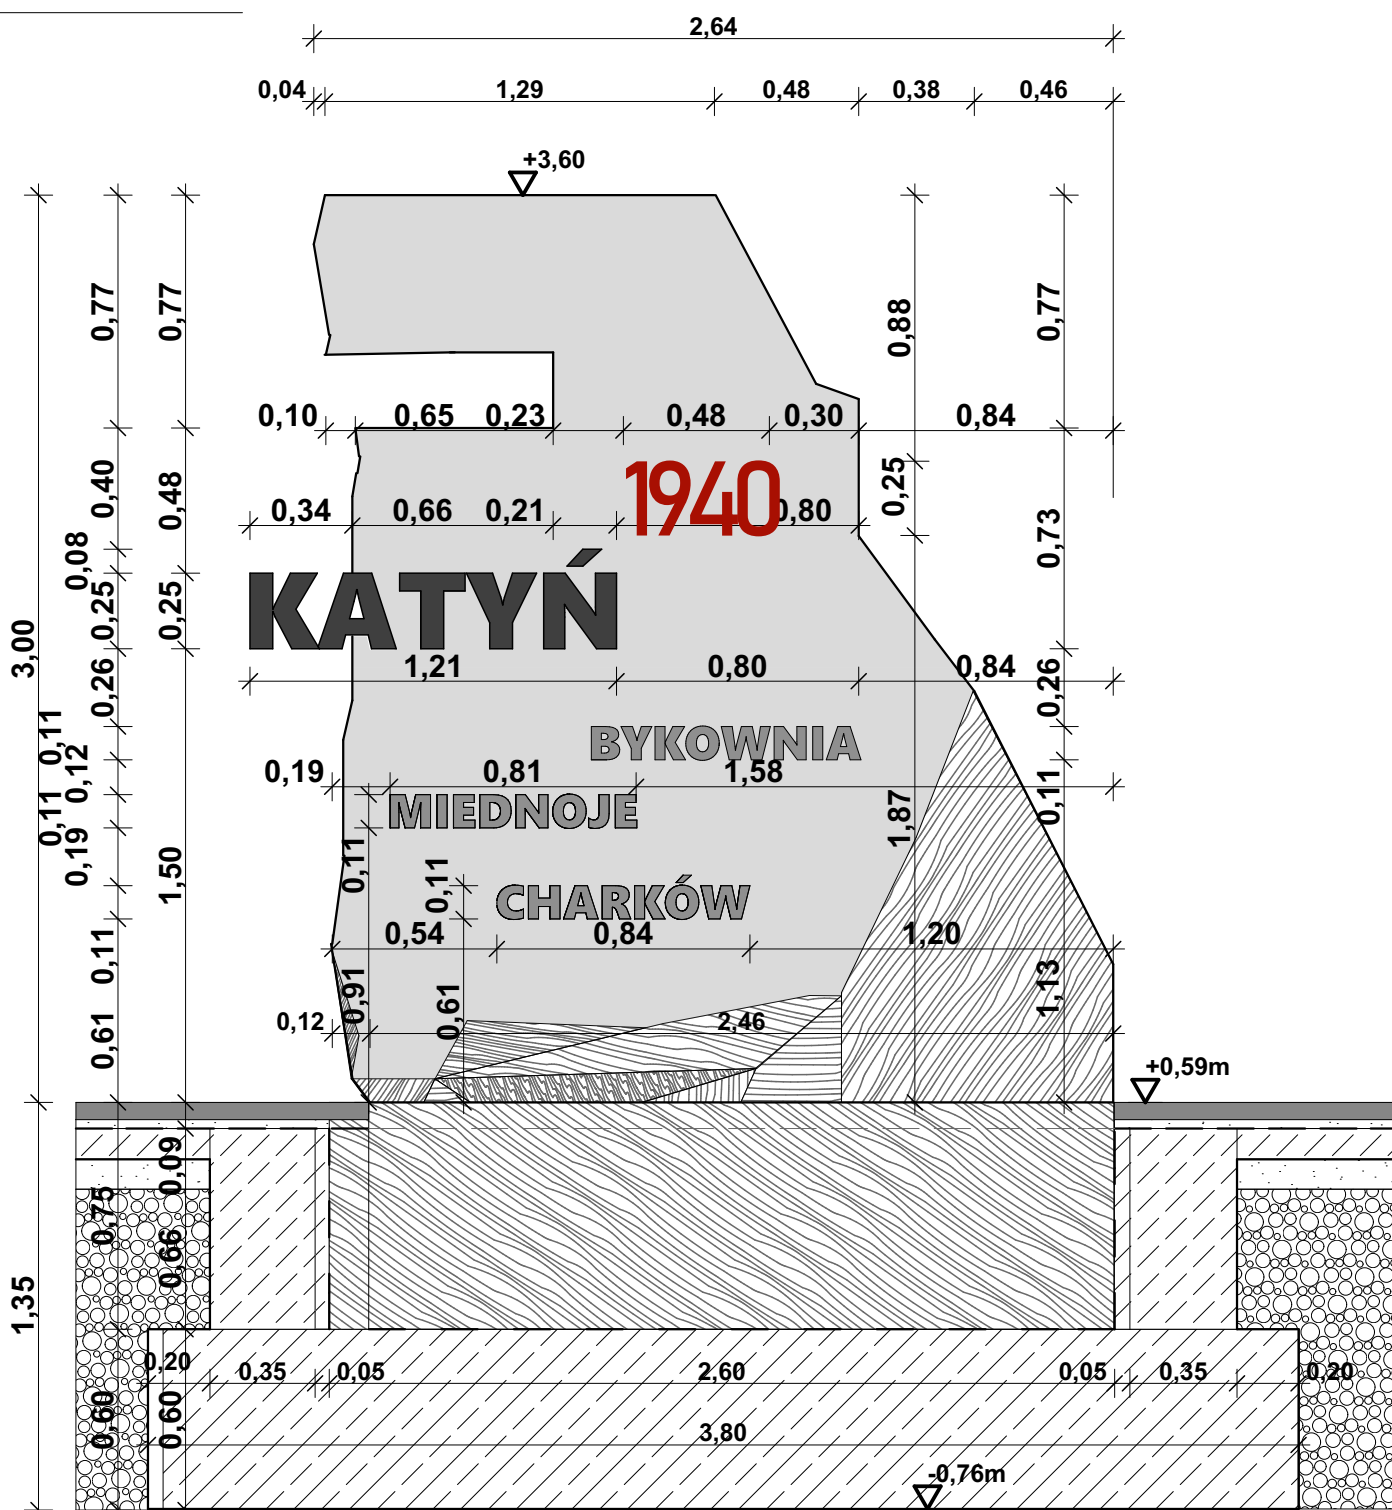 2,64
0,04 1,29 0,48 0,38 0,46
+3,60
0,77 0,77 0,88 0,77
0,10 0,65 0,23 0,48 0,30 0,84
0,40 0,48 1940 0,25
0,34 0,66 0,21 0,80 0,73
0,08
0,25 0,25 KATYŃ
3,00
1,21 0,80 0,84
0,26 0,26
0,11 BYKOWNIA
0,12 0,19 0,81 1,58
0,11 MIEDNOJE 1,87 0,11
0,19 1,50 0,11 0,11
CHARKÓW
0,11 0,54 0,84 1,20
0,91 1,13
0,61 0,12 0,61 2,46
+0,59m
0,09
0,75
0,66
1,35
0,20 0,35 0,05 2,60 0,05 0,35 0,20
0,60 0,60
3,80
-0,76m